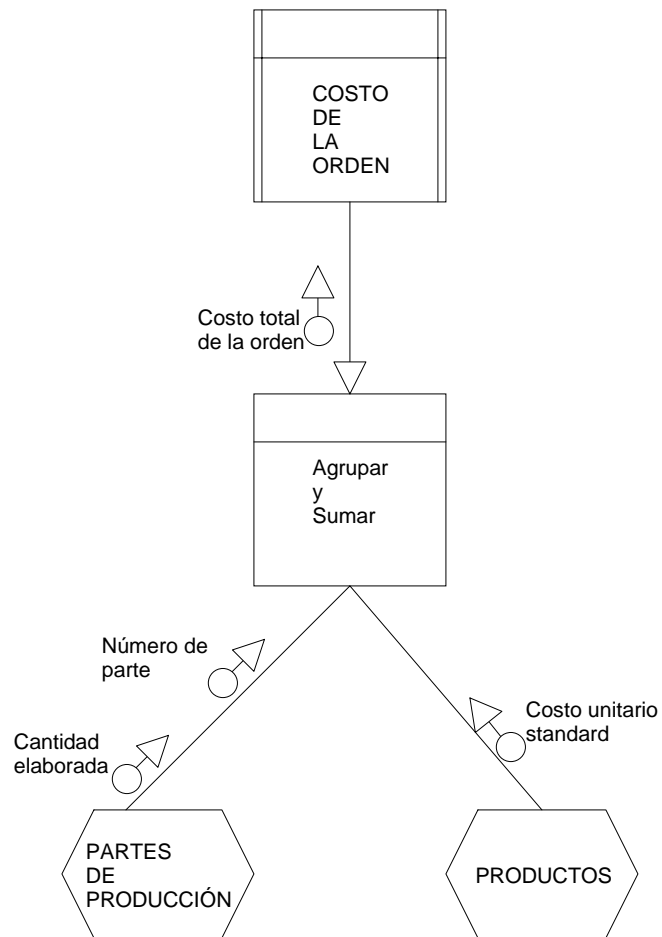 COSTO
DE
LA
ORDEN
Costo total
de la orden
Agrupar
y
Sumar
Número de
parte
Costo unitario
standard
Cantidad
elaborada
PARTES
DE
PRODUCCIÓN
PRODUCTOS